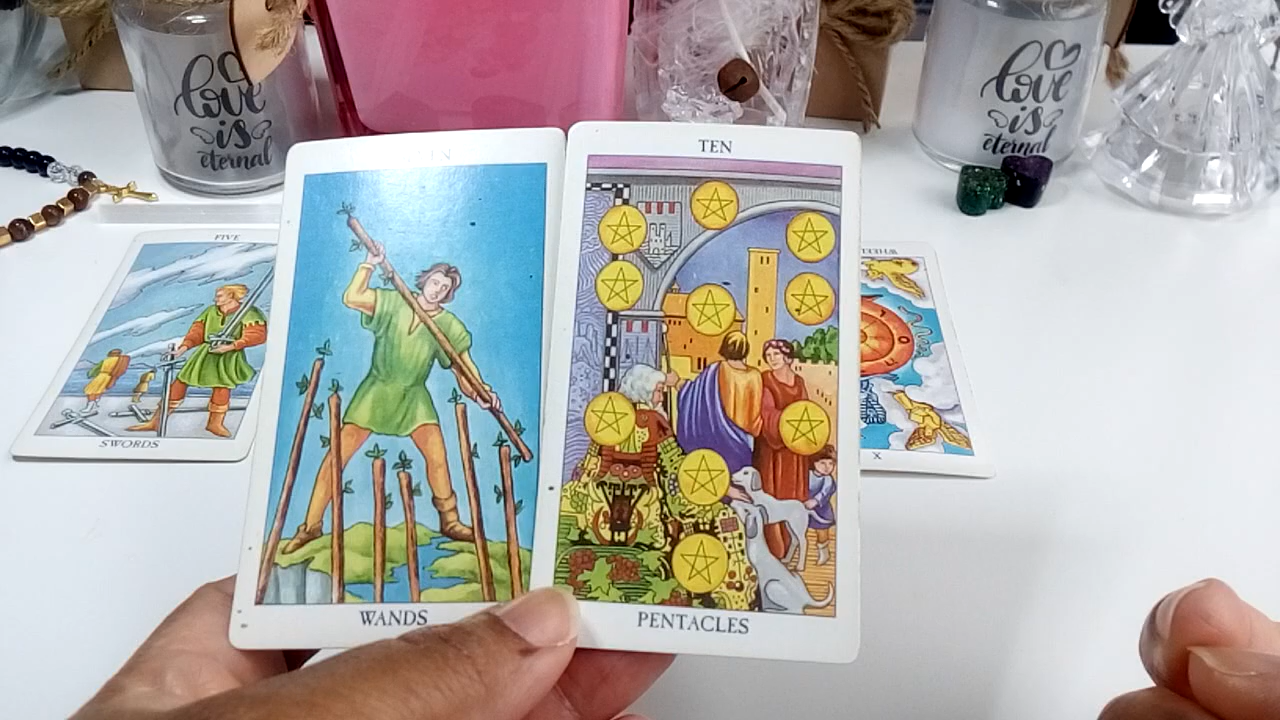 love
is
eternal
love
is
eternal
TEN
FIVE
WANDS
PENTACLES
SWORDS
X